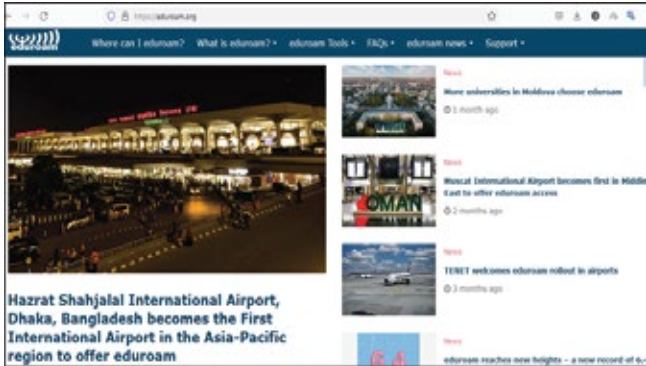 https://eduroam.org
eduroam
Where can I eduroam? What is eduroam? eduroam Tools FAQs eduroam news Support
Hazrat Shahjalal International Airport,
Dhaka, Bangladesh becomes the First
International Airport in the Asia-Pacific
region to offer eduroam
News
More universities in Moldova choose eduroam
1 month ago
News
Muscat International Airport becomes first in Middle
East to offer eduroam access
2 months ago
OMAN
News
TENET welcomes eduroam rollout in airports
3 months ago
News
eduroam reaches new heights - a new record of 6.4
6.4